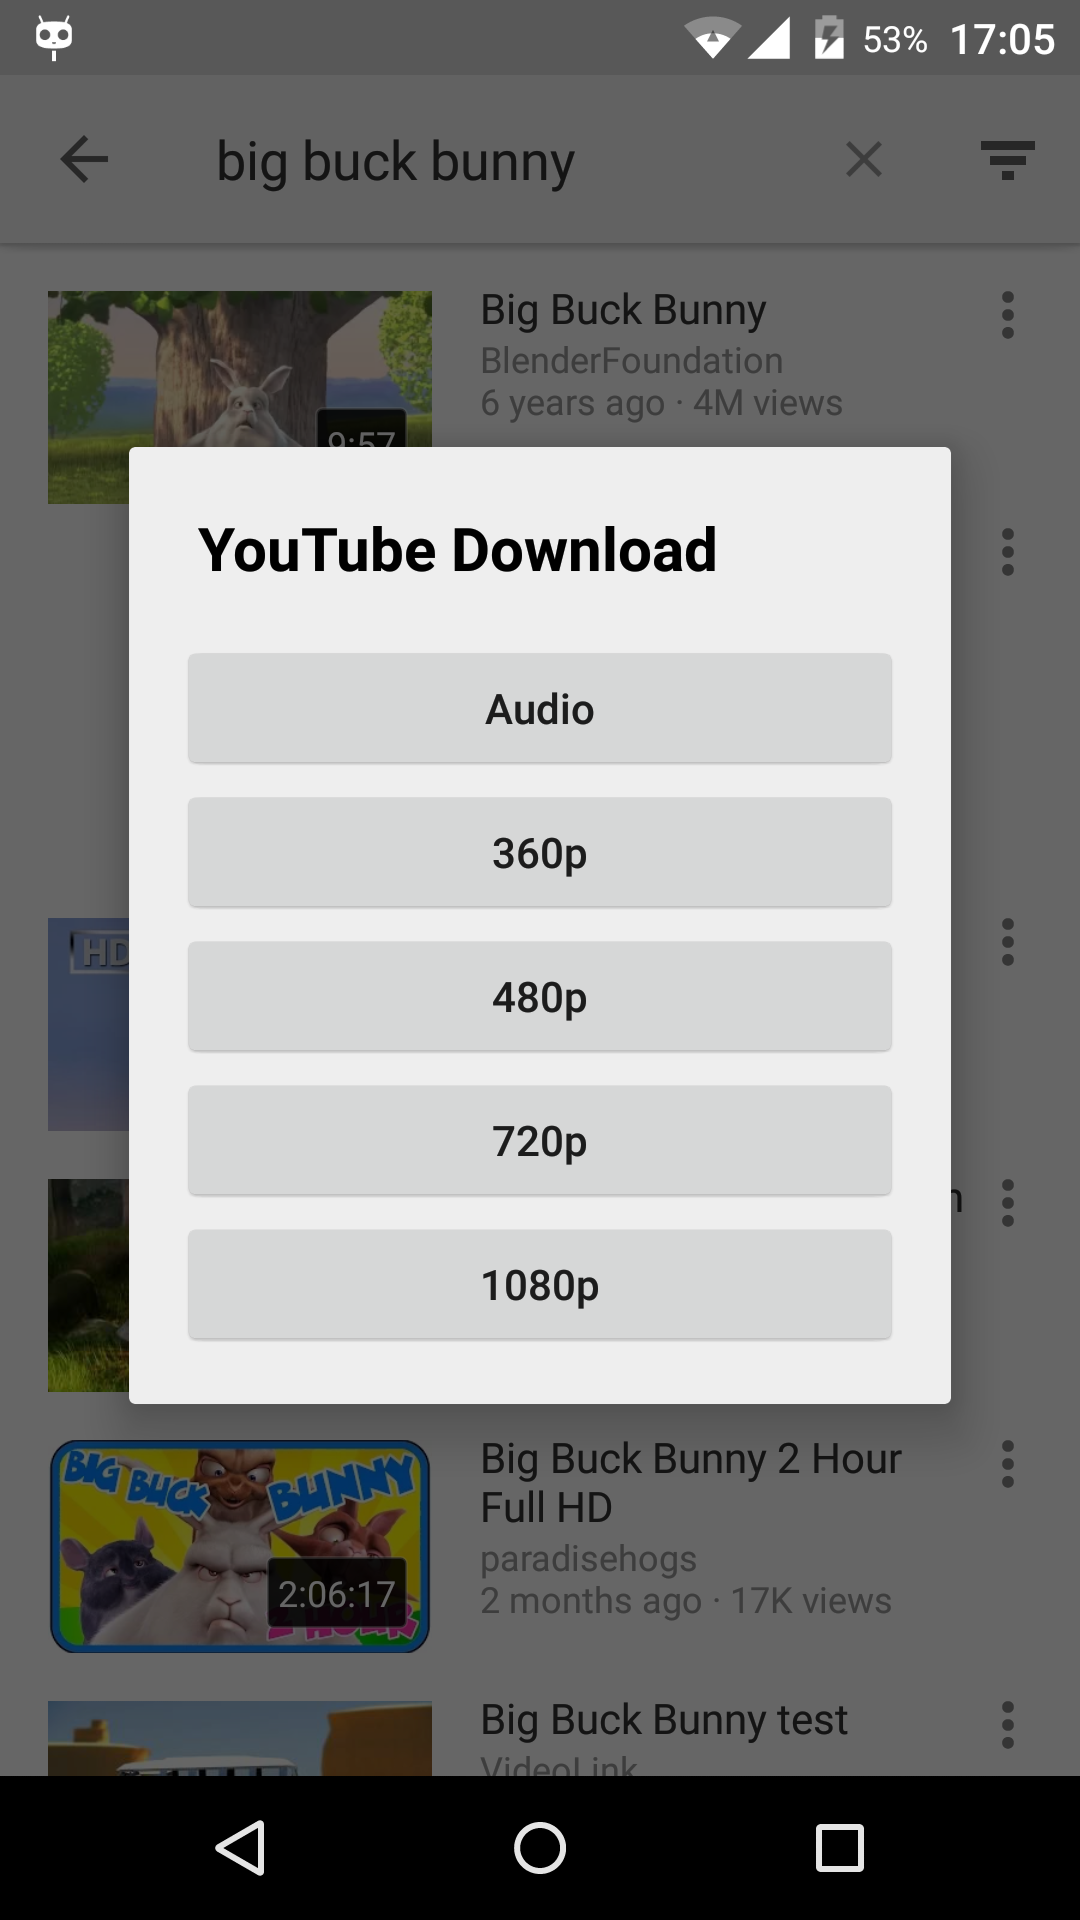 53% 17:05
big buck bunny
Big Buck Bunny
BlenderFoundation
6 years ago · 4M views
9:57
YouTube Download
Audio
360p
HD
480p
720p
1080p
BIG BUCK BUNNY
2:06:17
2 HOUR
Big Buck Bunny 2 Hour
Full HD
paradisehogs
2 months ago · 17K views
Big Buck Bunny test
VideoLink